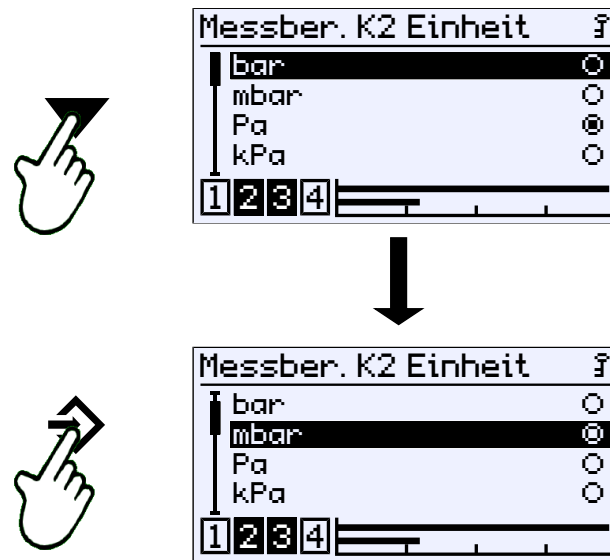 Messber. K2 Einheit
bar
mbar
Pa
kPa
1 2 3 4
Messber. K2 Einheit
bar
mbar
Pa
kPa
1 2 3 4